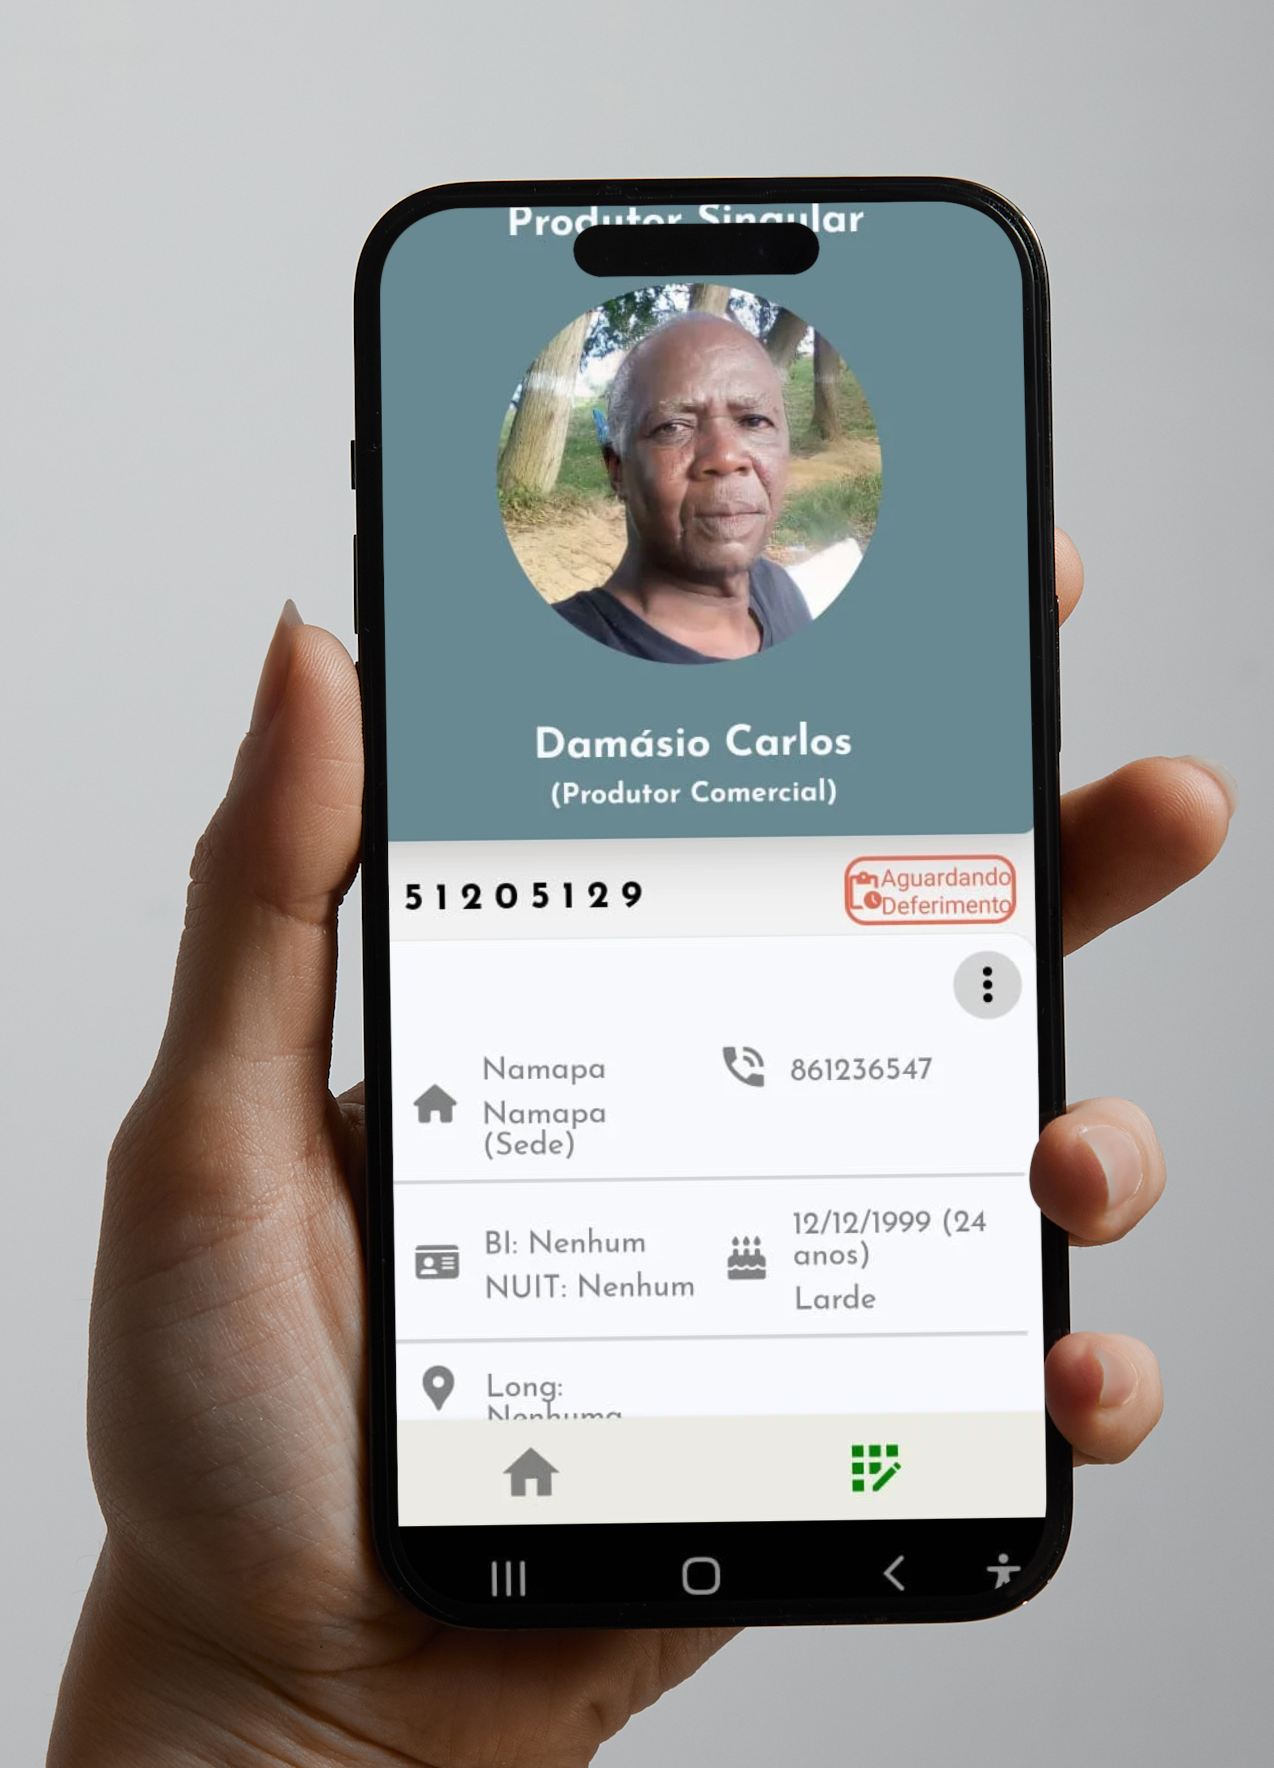 Produtor Singular
Damásio Carlos
(Produtor Comercial)
51205129
Aguardando
Deferimento
Namapa
861236547
Namapa
(Sede)
BI: Nenhum
NUIT: Nenhum
12/12/1999 (24
anos)
Larde
Long:
Nenhuma